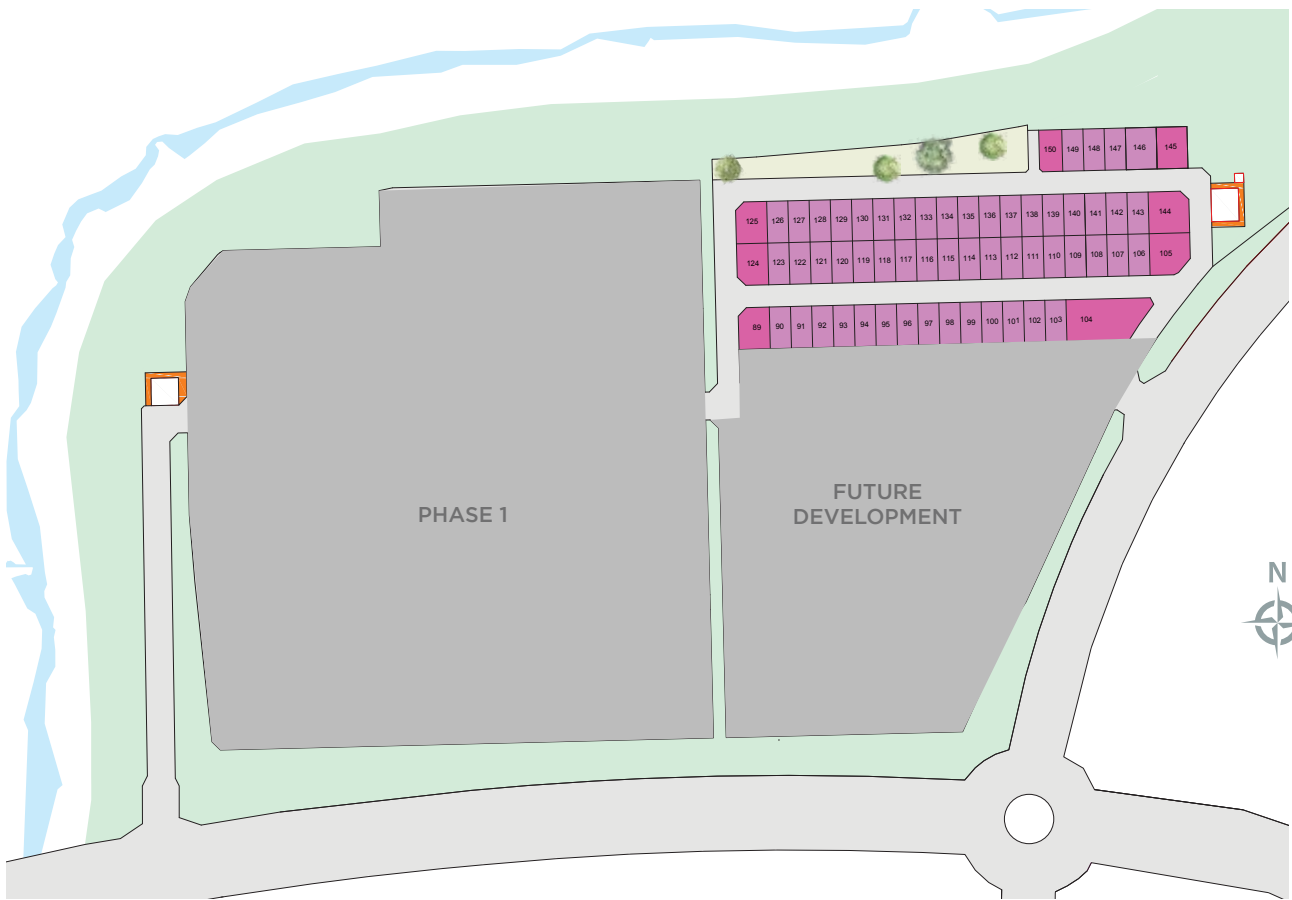 150 149 148 147 146 145
125 126 127 128 129 130 131 132 133 134 135 136 137 138 139 140 141 142 143 144
124 123 122 121 120 119 118 117 116 115 114 113 112 111 110 109 108 107 106 105
89 90 91 92 93 94 95 96 97 98 99 100 101 102 103 104
PHASE 1
FUTURE
DEVELOPMENT
N